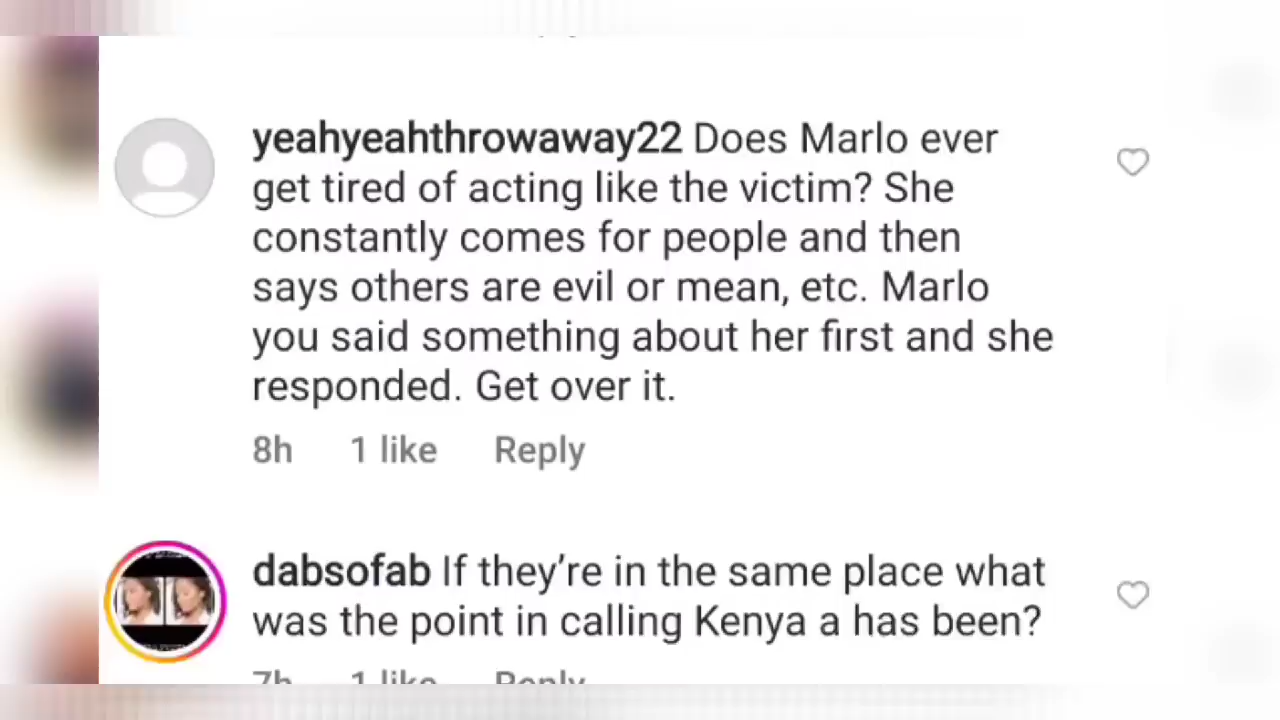 yeahyeahthrowaway22 Does Marlo ever
get tired of acting like the victim? She
constantly comes for people and then
says others are evil or mean, etc. Marlo
you said something about her first and she
responded. Get over it.
8h 1 like Reply
dabsofab If they're in the same place what
was the point in calling Kenya a has been?
7h 1 like Reply